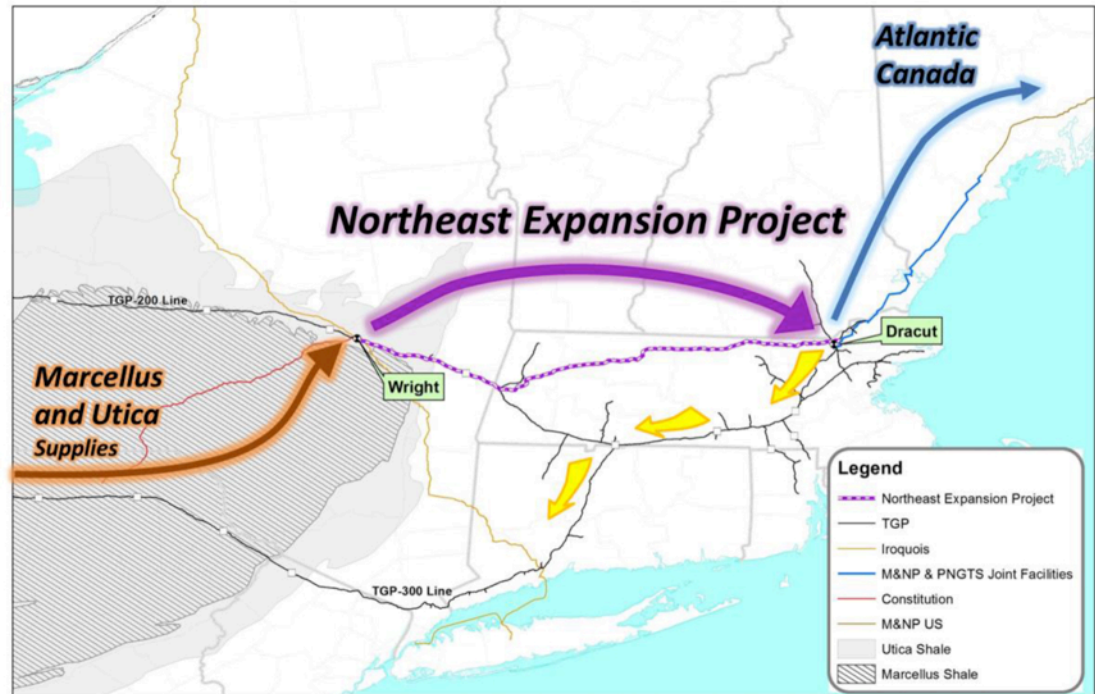 Atlantic
Canada
Northeast Expansion Project
TGP-200 Line
Dracut
Wright
Marcellus
and Utica
Supplies
TGP-300 Line
Legend
Northeast Expansion Project
TGP
Iroquois
M&NP & PNGTS Joint Facilities
Constitution
M&NP US
Utica Shale
Marcellus Shale